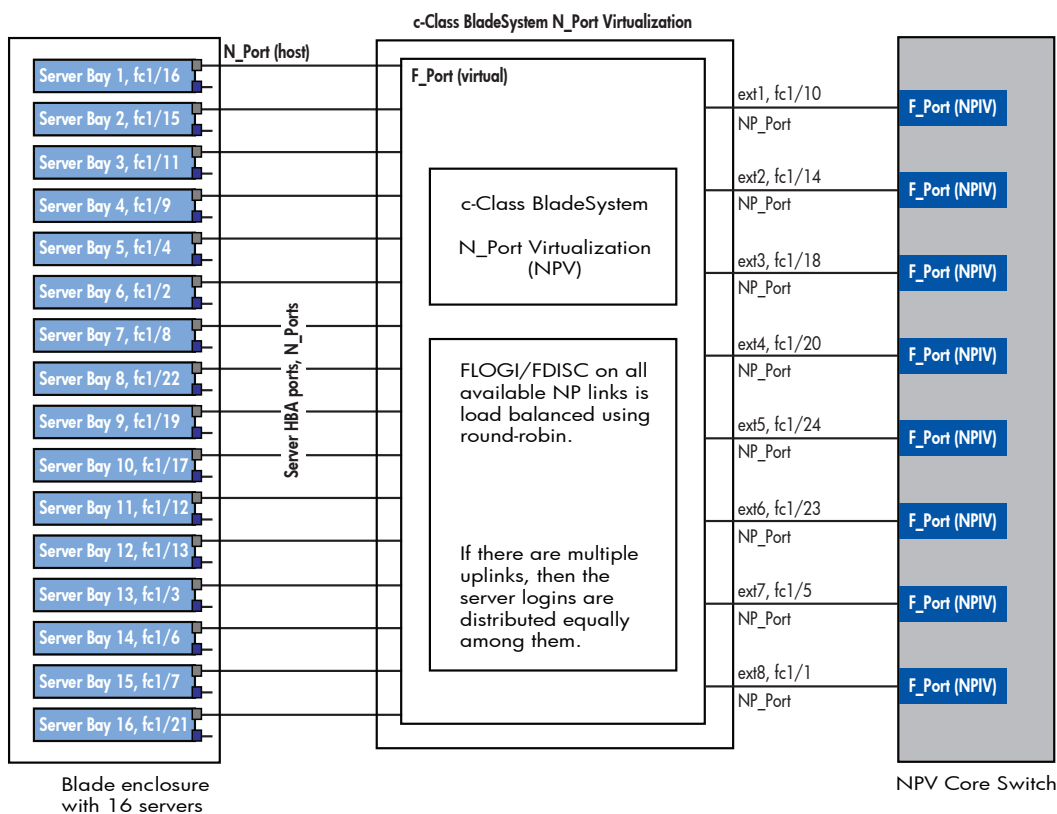 c-Class BladeSystem N_Port Virtualization
N_Port (host)
Server Bay 1, fc1/16
Server Bay 2, fc1/15
Server Bay 3, fc1/11
Server Bay 4, fc1/9
Server Bay 5, fc1/4
Server Bay 6, fc1/2
Server Bay 7, fc1/8
Server Bay 8, fc1/22
Server Bay 9, fc1/19
Server Bay 10, fc1/17
Server Bay 11, fc1/12
Server Bay 12, fc1/13
Server Bay 13, fc1/3
Server Bay 14, fc1/6
Server Bay 15, fc1/7
Server Bay 16, fc1/21
Blade enclosure
with 16 servers
Server HBA ports, N_Ports
F_Port (virtual)
c-Class BladeSystem
N_Port Virtualization
(NPV)
FLOGI/FDISC on all
available NP links is
load balanced using
round-robin.
If there are multiple
uplinks, then the
server logins are
distributed equally
among them.
ext1, fc1/10
NP_Port
ext2, fc1/14
NP_Port
ext3, fc1/18
NP_Port
ext4, fc1/20
NP_Port
ext5, fc1/24
NP_Port
ext6, fc1/23
NP_Port
ext7, fc1/5
NP_Port
ext8, fc1/1
NP_Port
F_Port (NPIV)
F_Port (NPIV)
F_Port (NPIV)
F_Port (NPIV)
F_Port (NPIV)
F_Port (NPIV)
F_Port (NPIV)
F_Port (NPIV)
NPV Core Switch